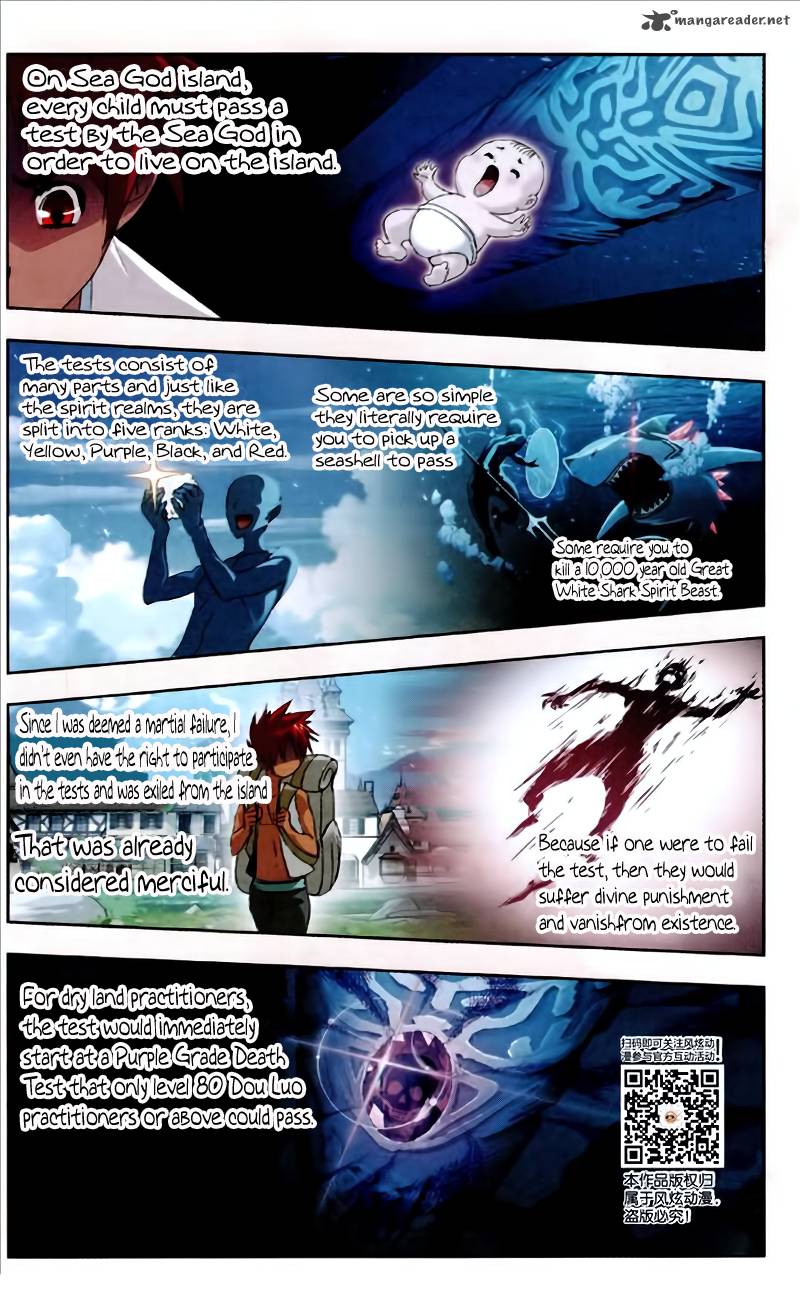 mangareader.net
On Sea God island,
every child must pass a
test by the Sea God in
order to live on the island.
The tests consist of
many parts and just like
the spirit realms, they are
split into five ranks: White,
Yellow, Purple, Black, and Red.
Some are so simple
they literally require
you to pick up a
seashell to pass
Some require you to
kill a 10,000 year old Great
White Shark Spirit Beast.
Since I was deemed a martial failure, I
didn't even have the right to participate
in the tests and was exiled from the island
That was already
considered merciful.
Because if one were to fail
the test, then they would
suffer divine punishment
and vanishfrom existence.
For dry land practitioners,
the test would immediately
start at a Purple Grade Death
Test that only level 80 Dou Luo
practitioners or above could pass.
扫码即可关注风炫动
漫参与官方互动活动!
本作品版权归
属于风炫动漫,
盗版必究!